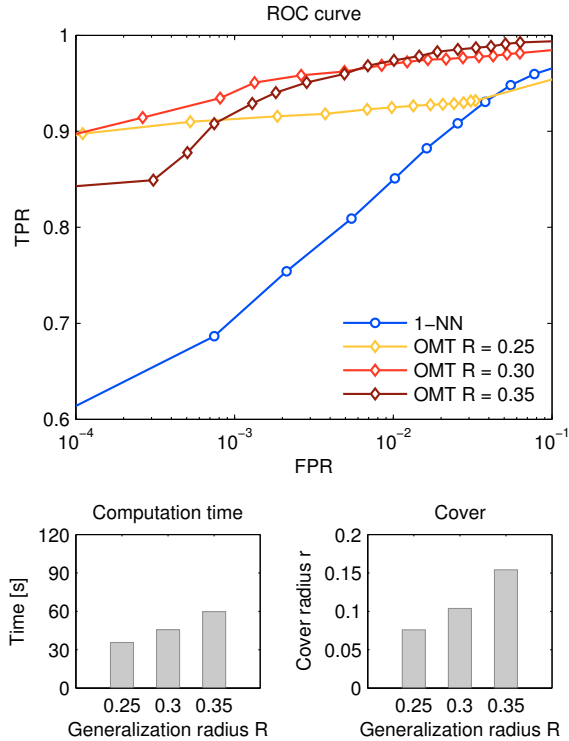 ROC curve
1
0.9
0.8
0.7
0.6
TPR
10^-4
10^-3
10^-2
10^-1
FPR
1−NN
OMT R = 0.25
OMT R = 0.30
OMT R = 0.35
Computation time
120
90
60
30
0
Time [s]
0.25 0.3 0.35
Generalization radius R
Cover
0.2
0.15
0.1
0.05
0
Cover radius r
0.25 0.3 0.35
Generalization radius R